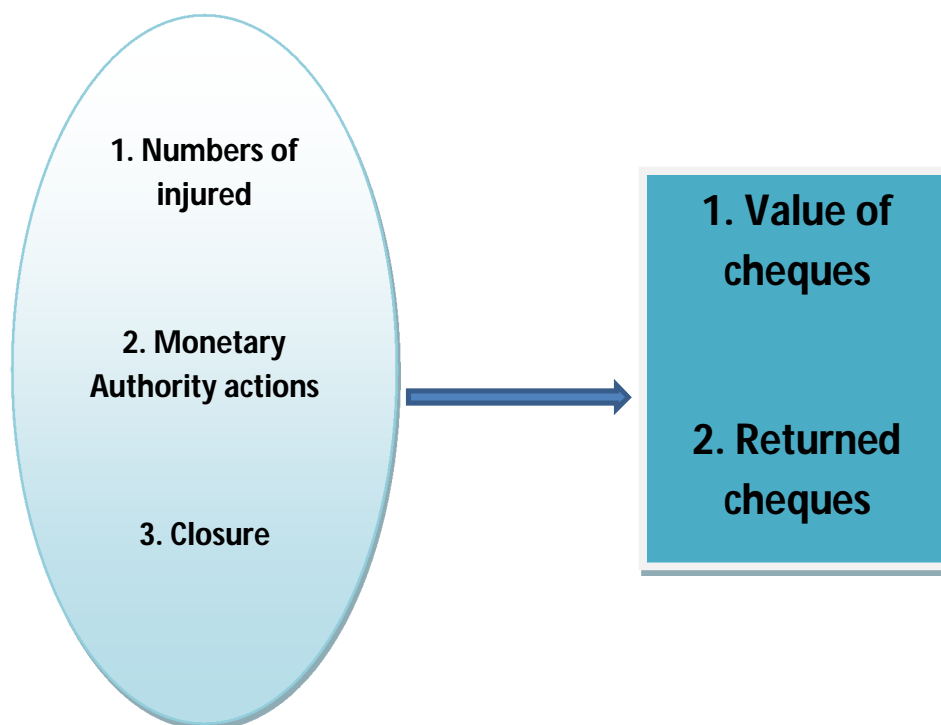 1. Numbers of
injured
2. Monetary
Authority actions
3. Closure
1. Value of
cheques
2. Returned
cheques